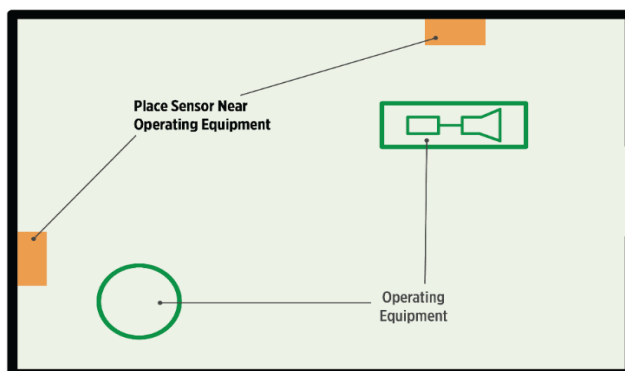 Place Sensor Near
Operating Equipment
Operating
Equipment